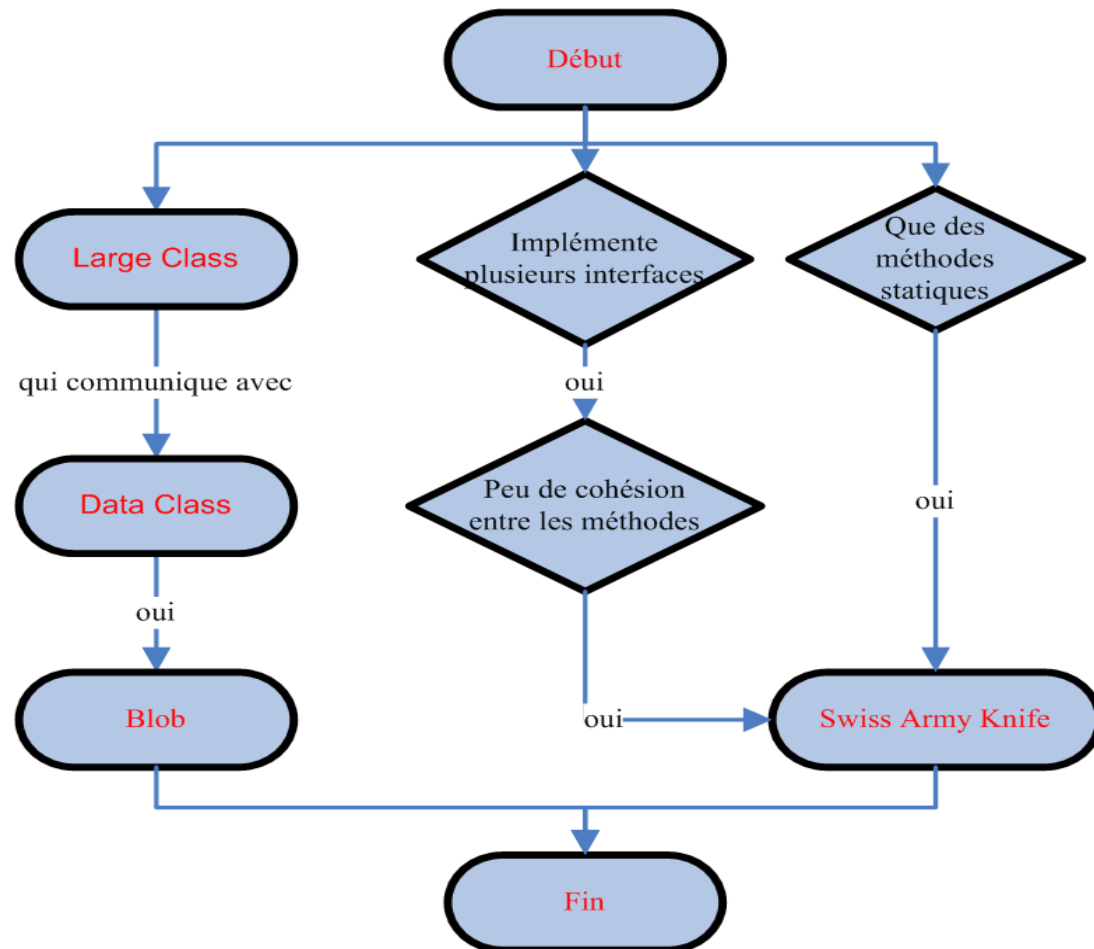 Début
Large Class
Implémente
plusieurs interfaces
Que des
méthodes
statiques
qui communique avec
oui
Data Class
Peu de cohésion
entre les méthodes
oui
oui
Blob
oui
Swiss Army Knife
Fin